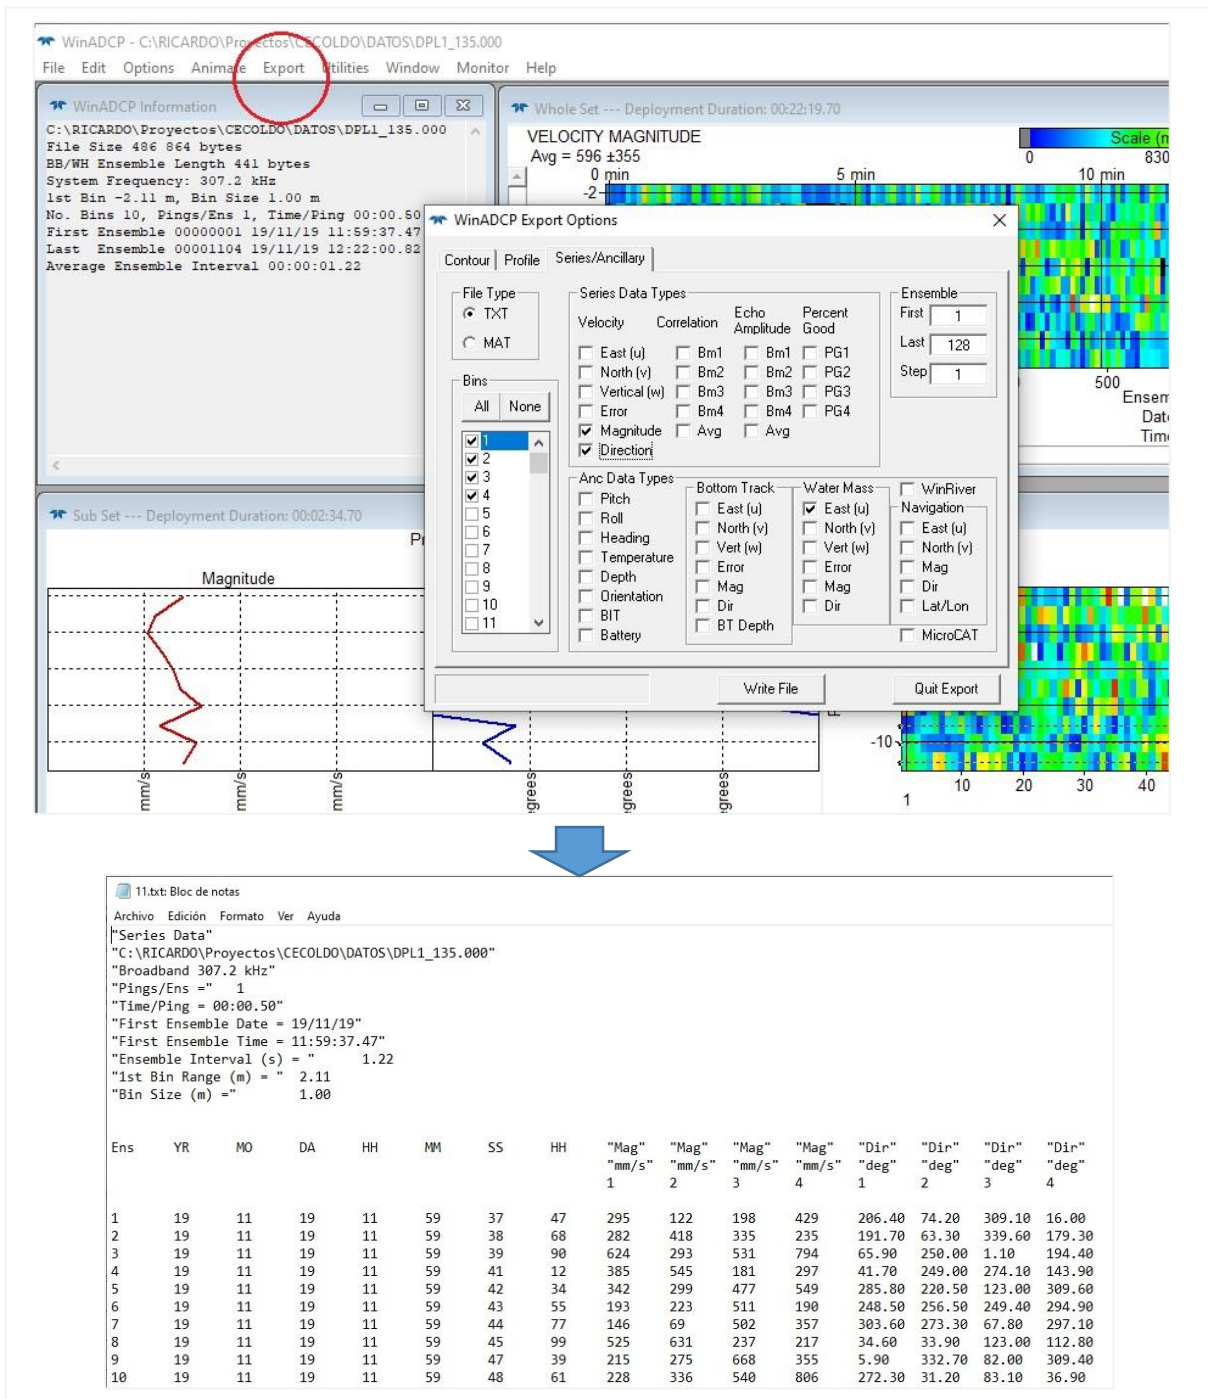 WinADCP - C:\RICARDO\Proyectos\CECOLDO\DATOS\DPL1_135.000
File Edit Options Animate Export Utilities Window Monitor Help
WinADCP Information
C:\RICARDO\Proyectos\CECOLDO\DATOS\DPL1_135.000
File Size 486 864 bytes
BB/WH Ensemble Length 441 bytes
System Frequency: 307.2 kHz
1st Bin -2.11 m, Bin Size 1.00 m
No. Bins 10, Pings/Ens 1, Time/Ping 00:00.50
First Ensemble 00000001 19/11/19 11:59:37.47
Last Ensemble 00001104 19/11/19 12:22:00.82
Average Ensemble Interval 00:00:01.22
Whole Set --- Deployment Duration: 00:22:19.70
VELOCITY MAGNITUDE
Avg = 596 ±355
Scale (m
0 830
0 min 5 min 10 min
-2
500
Ensem
Dat
Tim
WinADCP Export Options
Contour Profile Series/Ancillary
File Type
TXT
MAT
Bins
All None
1
2
3
4
5
6
7
8
9
10
11
Series Data Types
Velocity Correlation Echo Amplitude Percent Good
East (u) Bm1 Bm1 PG1
North (v) Bm2 Bm2 PG2
Vertical (w) Bm3 Bm3 PG3
Error Bm4 Bm4 PG4
Magnitude Avg Avg
Direction
Ensemble
First 1
Last 128
Step 1
Anc Data Types
Pitch
Roll
Heading
Temperature
Depth
Orientation
BIT
Battery
Bottom Track
East (u)
North (v)
Vert (w)
Error
Mag
Dir
BT Depth
Water Mass
East (u)
North (v)
Vert (w)
Error
Mag
Dir
WinRiver
Navigation
East (u)
North (v)
Mag
Dir
Lat/Lon
MicroCAT
Write File Quit Export
Sub Set --- Deployment Duration: 00:02:34.70
Magnitude
mm/s mm/s mm/s
-10
10 20 30 40
1
11.txt: Bloc de notas
Archivo Edición Formato Ver Ayuda
"Series Data"
"C:\RICARDO\Proyectos\CECOLDO\DATOS\DPL1_135.000"
"Broadband 307.2 kHz"
"Pings/Ens =" 1
"Time/Ping = 00:00.50"
"First Ensemble Date = 19/11/19"
"First Ensemble Time = 11:59:37.47"
"Ensemble Interval (s) = " 1.22
"1st Bin Range (m) = " 2.11
"Bin Size (m) =" 1.00
Ens YR MO DA HH MM SS HH "Mag" "Mag" "Mag" "Mag" "Dir" "Dir" "Dir" "Dir"
"mm/s" "mm/s" "mm/s" "mm/s" "deg" "deg" "deg" "deg"
1 2 3 4 1 2 3 4
1 19 11 19 11 59 37 47 295 122 198 429 206.40 74.20 309.10 16.00
2 19 11 19 11 59 38 68 282 418 335 235 191.70 63.30 339.60 179.30
3 19 11 19 11 59 39 90 624 293 531 794 65.90 250.00 1.10 194.40
4 19 11 19 11 59 41 12 385 545 181 297 41.70 249.00 274.10 143.90
5 19 11 19 11 59 42 34 342 299 477 549 285.80 220.50 123.00 309.60
6 19 11 19 11 59 43 55 193 223 511 190 248.50 256.50 249.40 294.90
7 19 11 19 11 59 44 77 146 69 502 357 303.60 273.30 67.80 297.10
8 19 11 19 11 59 45 99 525 631 237 217 34.60 33.90 123.00 112.80
9 19 11 19 11 59 47 39 215 275 668 355 5.90 332.70 82.00 309.40
10 19 11 19 11 59 48 61 228 336 540 806 272.30 31.20 83.10 36.90